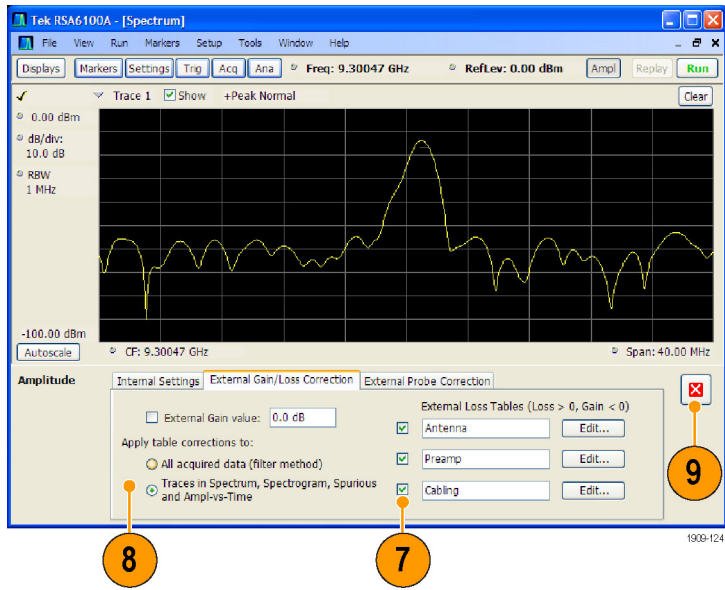 Tek RSA6100A - [Spectrum]
File View Run Markers Setup Tools Window Help
Displays Markers Settings Trig Acq Ana Freq: 9.30047 GHz RefLev: 0.00 dBm Ampl Replay Run
Trace 1 Show +Peak Normal Clear
0.00 dBm
dB/div:
10.0 dB
RBW
1 MHz
-100.00 dBm
Autoscale CF: 9.30047 GHz Span: 40.00 MHz
Amplitude Internal Settings External Gain/Loss Correction External Probe Correction
External Loss Tables (Loss > 0, Gain < 0)
External Gain value: 0.0 dB
Antenna Edit...
Apply table corrections to:
All acquired data (filter method)
Preamp Edit...
Traces in Spectrum, Spectrogram, Spurious
and Ampl-vs-Time
Cabling Edit...
9
8
7
1909-124